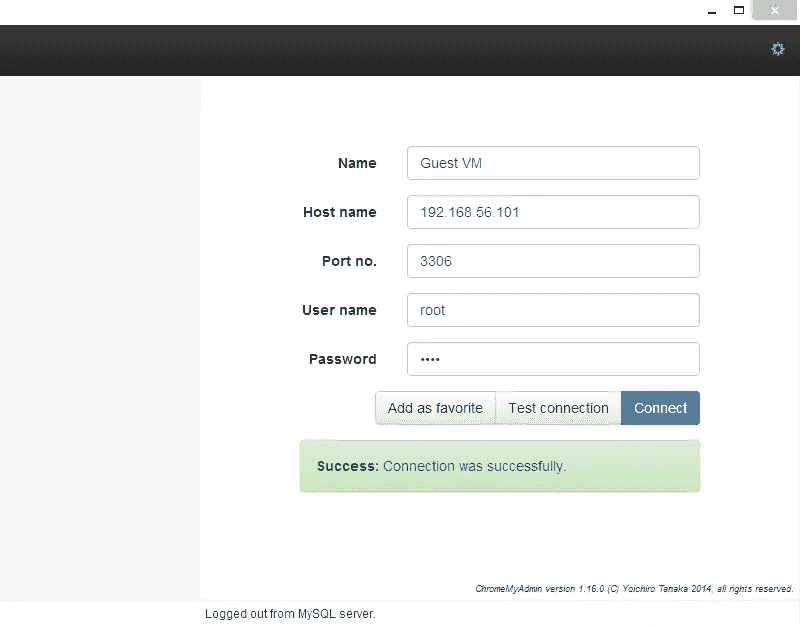 Name
Guest VM
Host name
192.168.56.101
Port no.
3306
User name
root
Password
••••
Add as favorite
Test connection
Connect
Success: Connection was successfully.
ChromeMyAdmin version 1.16.0 (C) Yoichiro Tanaka 2014, all rights reserved.
Logged out from MySQL server.